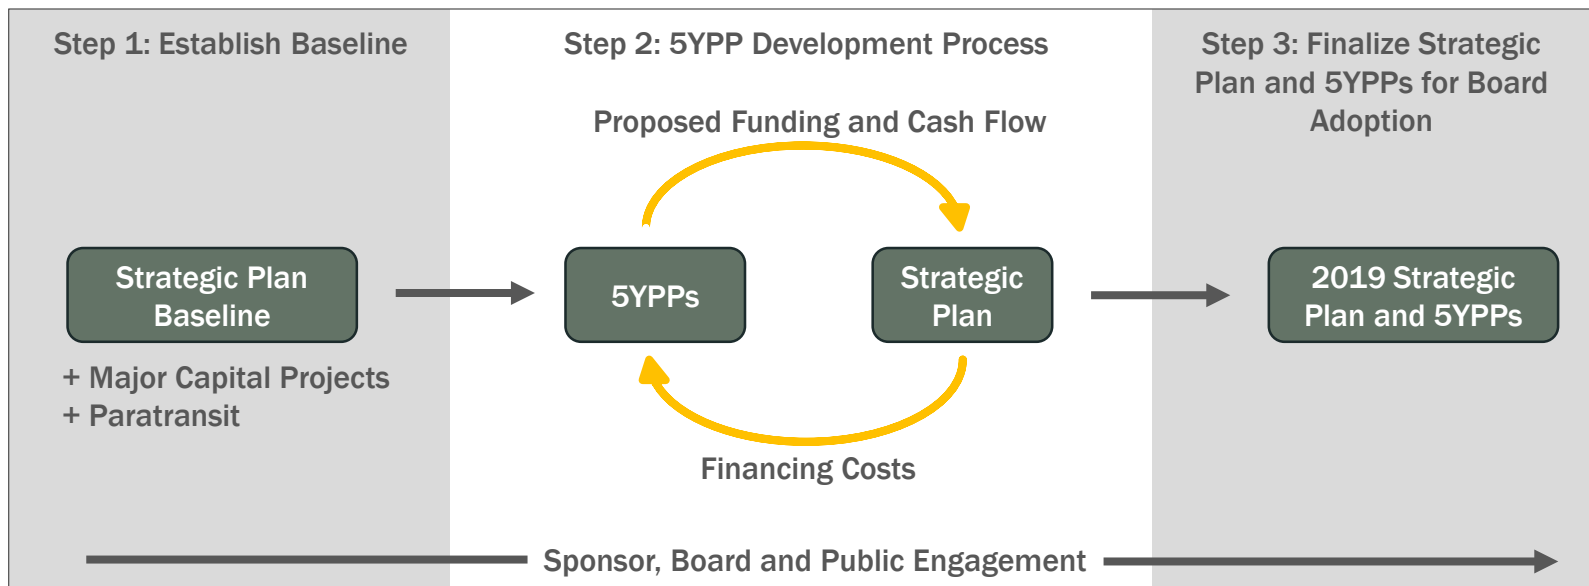 Step 1: Establish Baseline
Strategic Plan
Baseline
+ Major Capital Projects
+ Paratransit
Step 2: 5YPP Development Process
Proposed Funding and Cash Flow
5YPPs
Strategic
Plan
Financing Costs
Step 3: Finalize Strategic
Plan and 5YPPs for Board
Adoption
2019 Strategic
Plan and 5YPPs
Sponsor, Board and Public Engagement